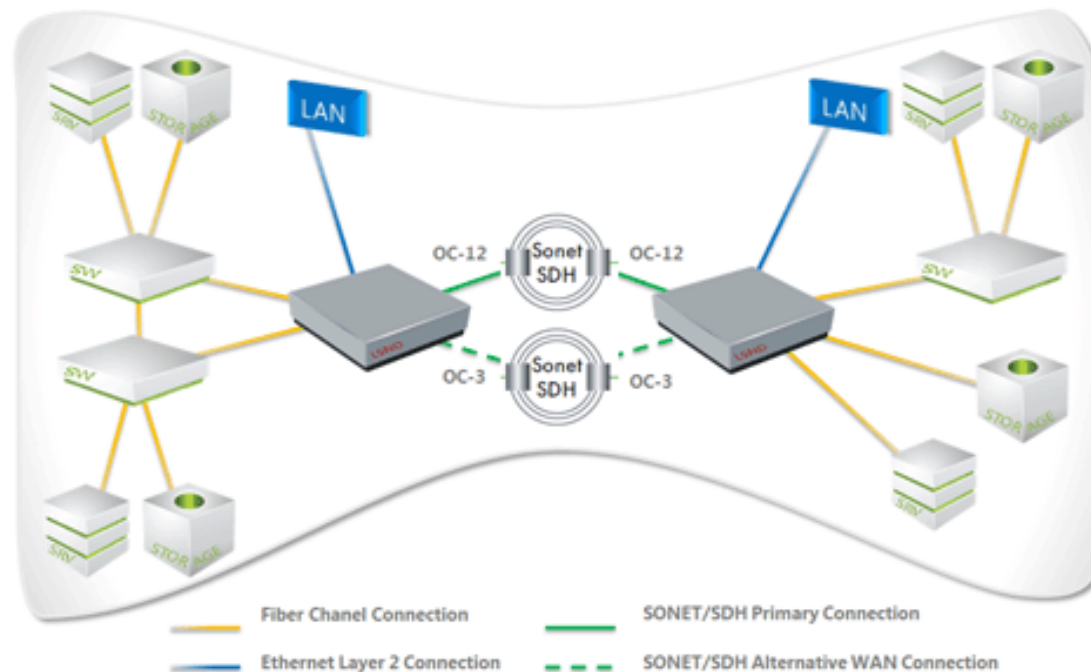 SRV
STORAGE
LAN
LAN
SRV
STORAGE
OC-12
Sonet
SDH
OC-12
SW
SW
LSNG
LSNG
SW
OC-3
Sonet
SDH
OC-3
STORAGE
SRV
SRV
STORAGE
Fiber Chanel Connection
SONET/SDH Primary Connection
Ethernet Layer 2 Connection
SONET/SDH Alternative WAN Connection